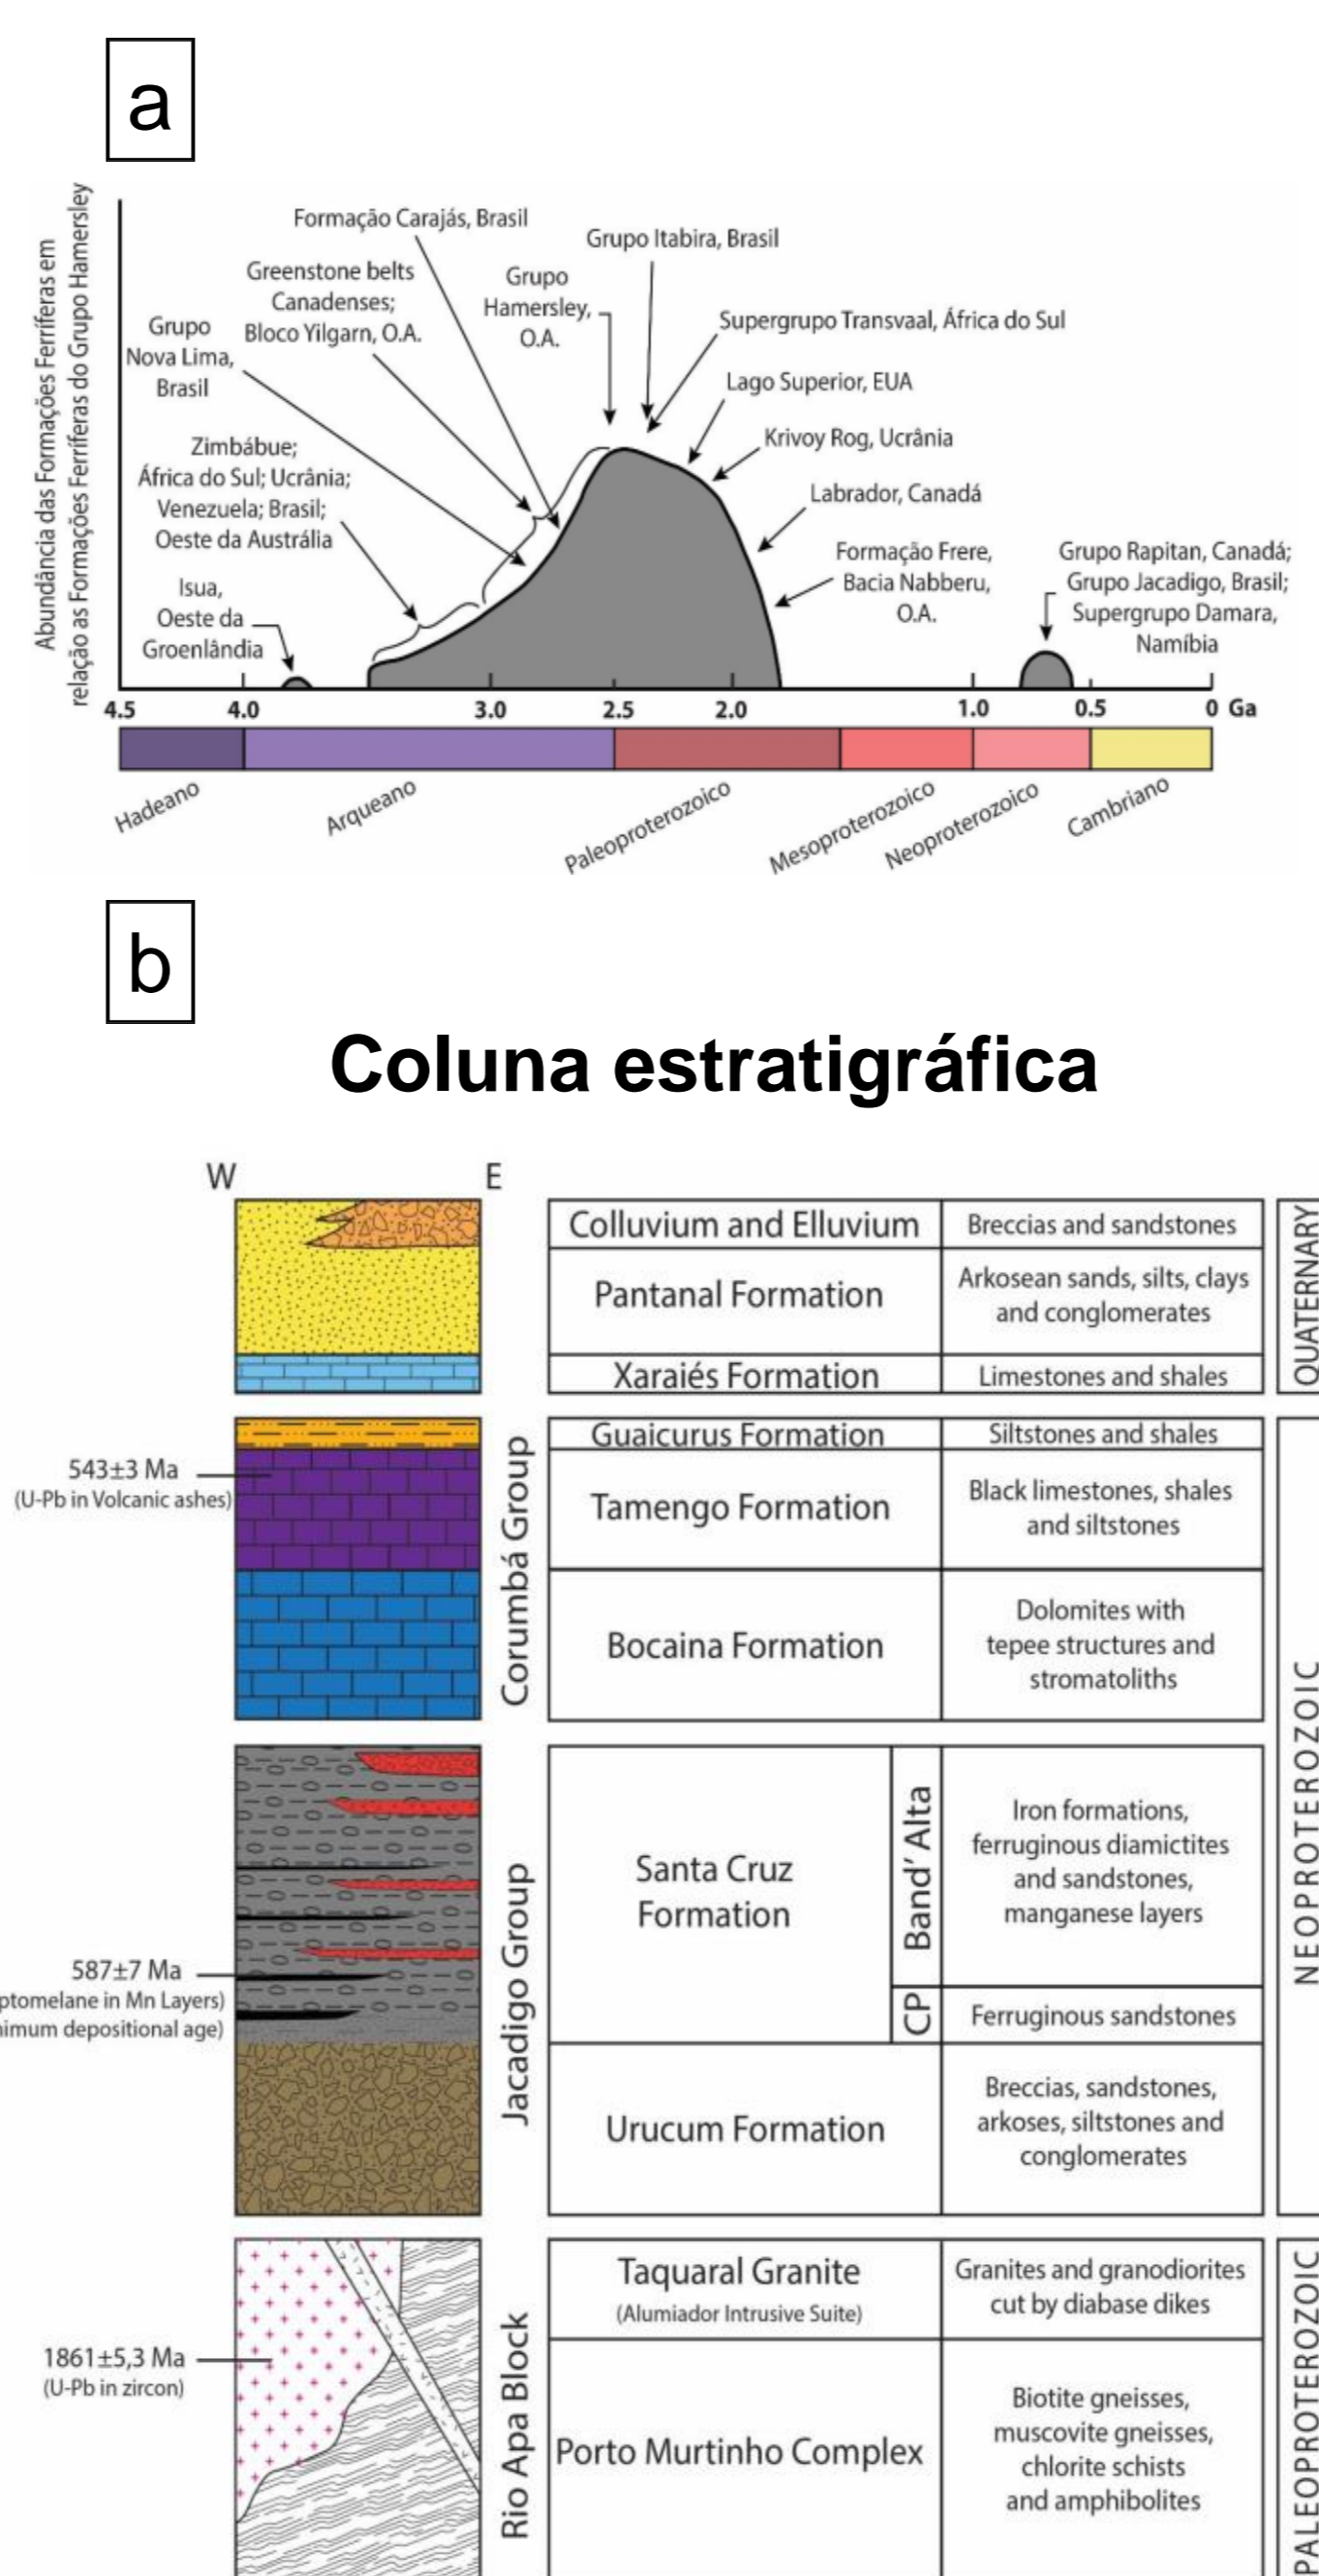 a
Abundância das Formações Ferríferas em
relação as Formações Ferríferas do Grupo Hamersley
Formação Carajás, Brasil
Grupo Itabira, Brasil
Greenstone belts
Canadenses;
Bloco Yilgarn, O.A.
Grupo
Hamersley,
O.A.
Grupo
Nova Lima,
Brasil
Supergrupo Transvaal, África do Sul
Lago Superior, EUA
Krivoy Rog, Ucrânia
Zimbábue;
África do Sul; Ucrânia;
Venezuela; Brasil;
Oeste da Austrália
Labrador, Canadá
Formação Frere,
Bacia Nabberu,
O.A.
Grupo Rapitan, Canadá;
Grupo Jacadigo, Brasil;
Supergrupo Damara,
Namíbia
Isua,
Oeste da
Groenlândia
4.5 4.0 3.0 2.5 2.0 1.0 0.5 0 Ga
Hadeano
Arqueano
Paleoproterozoico
Mesoproterozoico
Neoproterozoico
Cambriano
b
Coluna estratigráfica
W E
Colluvium and Elluvium
Breccias and sandstones
Pantanal Formation
Arkosean sands, silts, clays
and conglomerates
Xaraiés Formation
Limestones and shales
QUATERNARY
543±3 Ma
(U-Pb in Volcanic ashes)
Corumbá Group
Guaicurus Formation
Siltstones and shales
Tamengo Formation
Black limestones, shales
and siltstones
Bocaina Formation
Dolomites with
tepee structures and
stromatoliths
NEOPROTEROZOIC
587±7 Ma
in Mn Layers)
depositional age)
Jacadigo Group
Santa Cruz
Formation
Band' Alta
Iron formations,
ferruginous diamictites
and sandstones,
manganese layers
CP
Ferruginous sandstones
Urucum Formation
Breccias, sandstones,
arkoses, siltstones and
conglomerates
1861±5,3 Ma
(U-Pb in zircon)
Rio Apa Block
Taquaral Granite
(Alumiador Intrusive Suite)
Granites and granodiorites
cut by diabase dikes
Porto Murtinho Complex
Biotite gneisses,
muscovite gneisses,
chlorite schists
and amphibolites
PALEOPROTEROZOIC